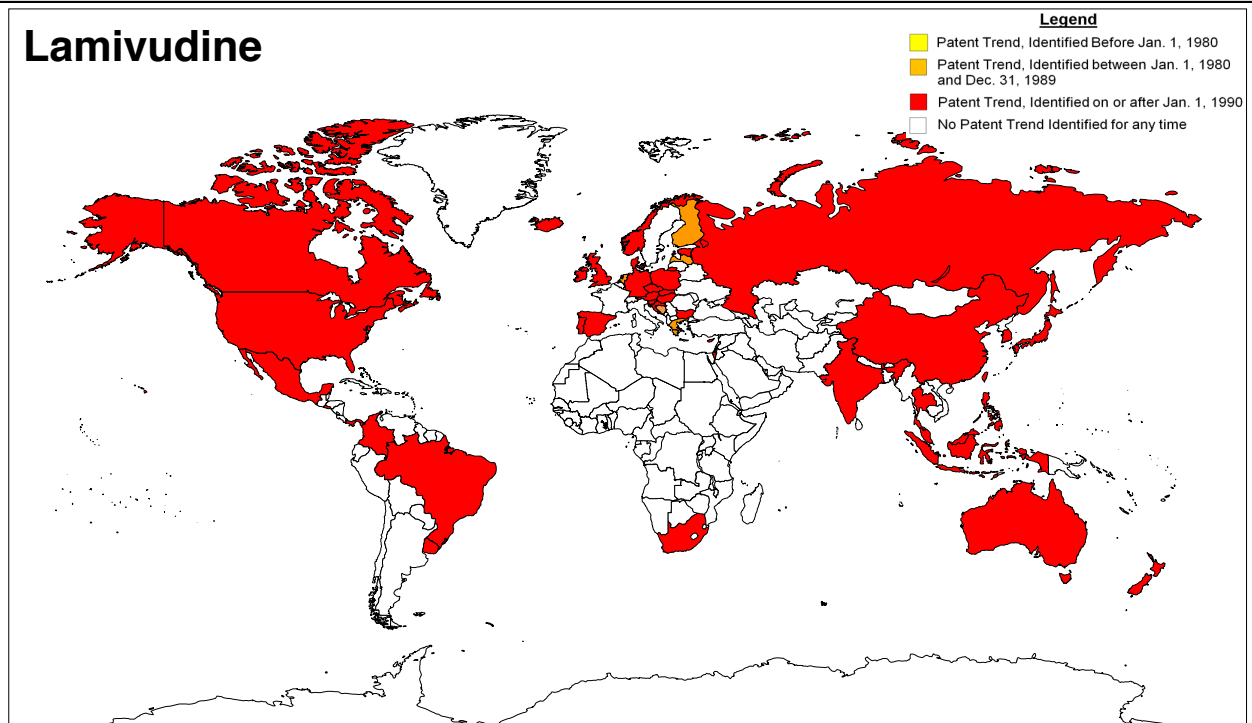 Lamivudine
Legend
Patent Trend, Identified Before Jan. 1, 1980
Patent Trend, Identified between Jan. 1, 1980
and Dec. 31, 1989
Patent Trend, Identified on or after Jan. 1, 1990
No Patent Trend Identified for any time